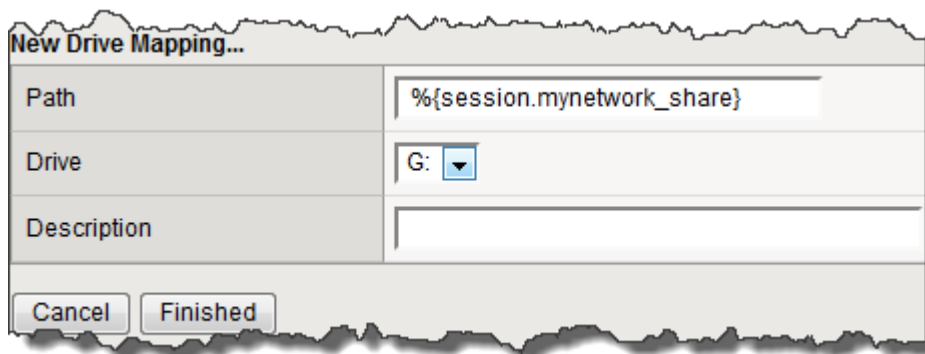 New Drive Mapping...
Path %{session.mynetwork_share}
Drive G:
Description
Cancel Finished